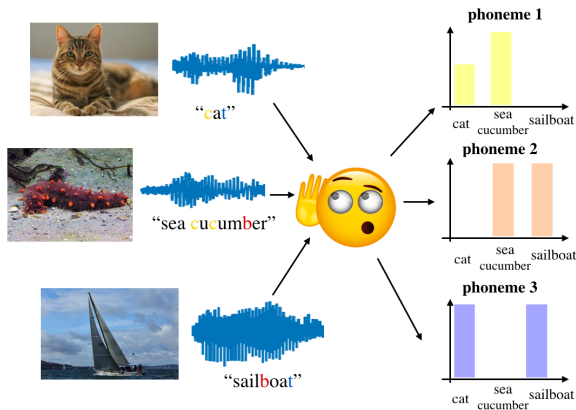 “cat”
“sea cucumber”
“sailboat”
phoneme 1
cat
sea
cucumber
sailboat
phoneme 2
cat
sea
cucumber
sailboat
phoneme 3
cat
sea
cucumber
sailboat